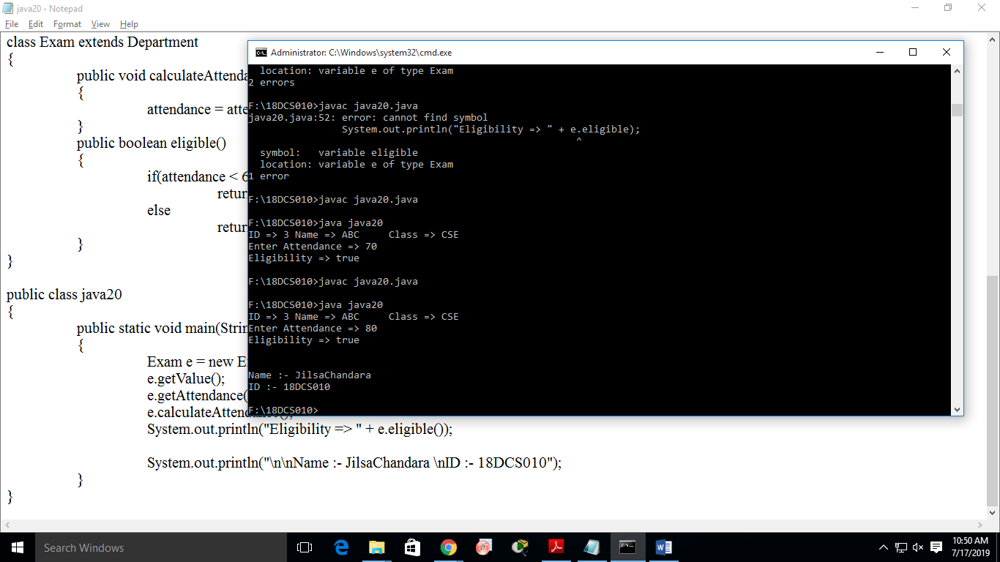 java20 - Notepad
File Edit Format View Help
class Exam extends Department
{
public void calculateAttenda
{
attendance = atte
}
public boolean eligible()
{
if(attendance < 6
retur
else
retur
}
}
public class java20
{
public static void main(Strin
{
Exam e = new E
e.getValue();
e.getAttendance(
e.calculateAttendance();
System.out.println("Eligibility => " + e.eligible());
System.out.println("\n\nName :- JilsaChandara \nID :- 18DCS010");
}
}
Administrator: C:\Windows\system32\cmd.exe
location: variable e of type Exam
2 errors
F:\18DCS010>javac java20.java
java20.java:52: error: cannot find symbol
System.out.println("Eligibility => " + e.eligible);
^
symbol: variable eligible
location: variable e of type Exam
1 error
F:\18DCS010>javac java20.java
F:\18DCS010>java java20
ID => 3 Name => ABC Class => CSE
Enter Attendance => 70
Eligibility => true
F:\18DCS010>javac java20.java
F:\18DCS010>java java20
ID => 3 Name => ABC Class => CSE
Enter Attendance => 80
Eligibility => true
Name :- JilsaChandara
ID :- 18DCS010
F:\18DCS010>
Search Windows
10:50 AM
7/17/2019